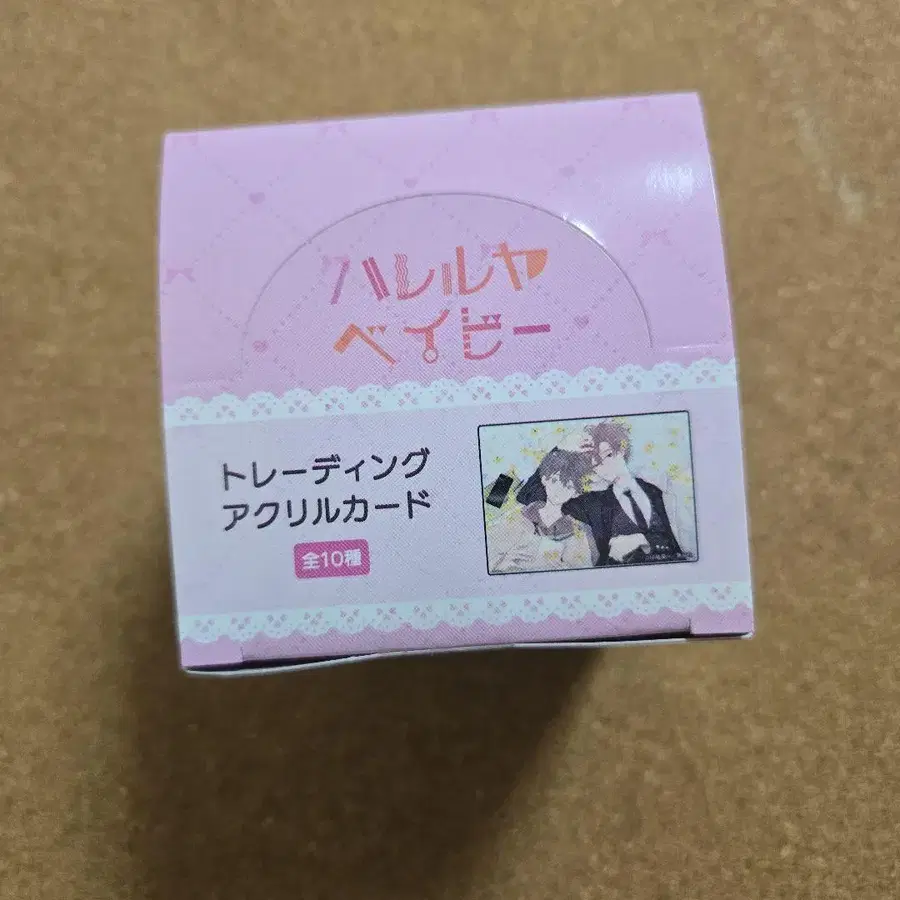 ハレルヤ
ベイビー
トレーディング
アクリルカード
全10種